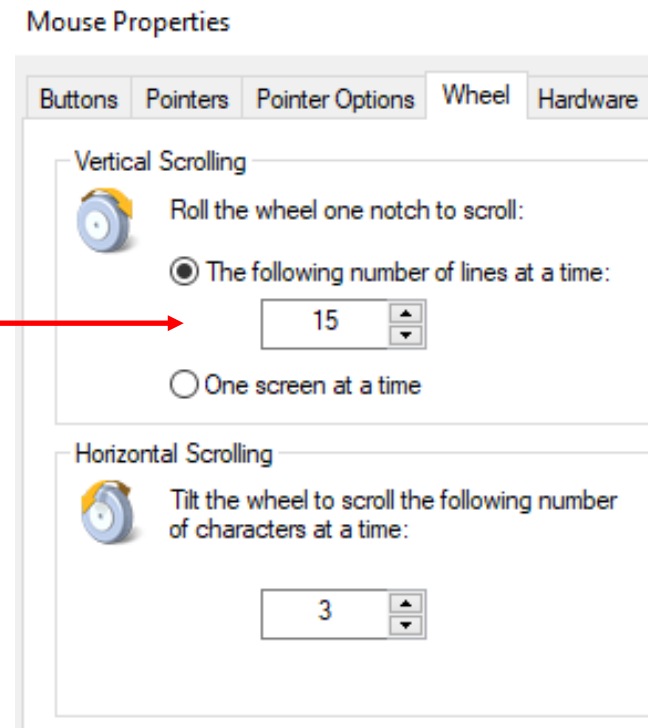 Mouse Properties
Buttons Pointers Pointer Options Wheel Hardware
Vertical Scrolling
Roll the wheel one notch to scroll:
The following number of lines at a time:
15
One screen at a time
Horizontal Scrolling
Tilt the wheel to scroll the following number
of characters at a time:
3